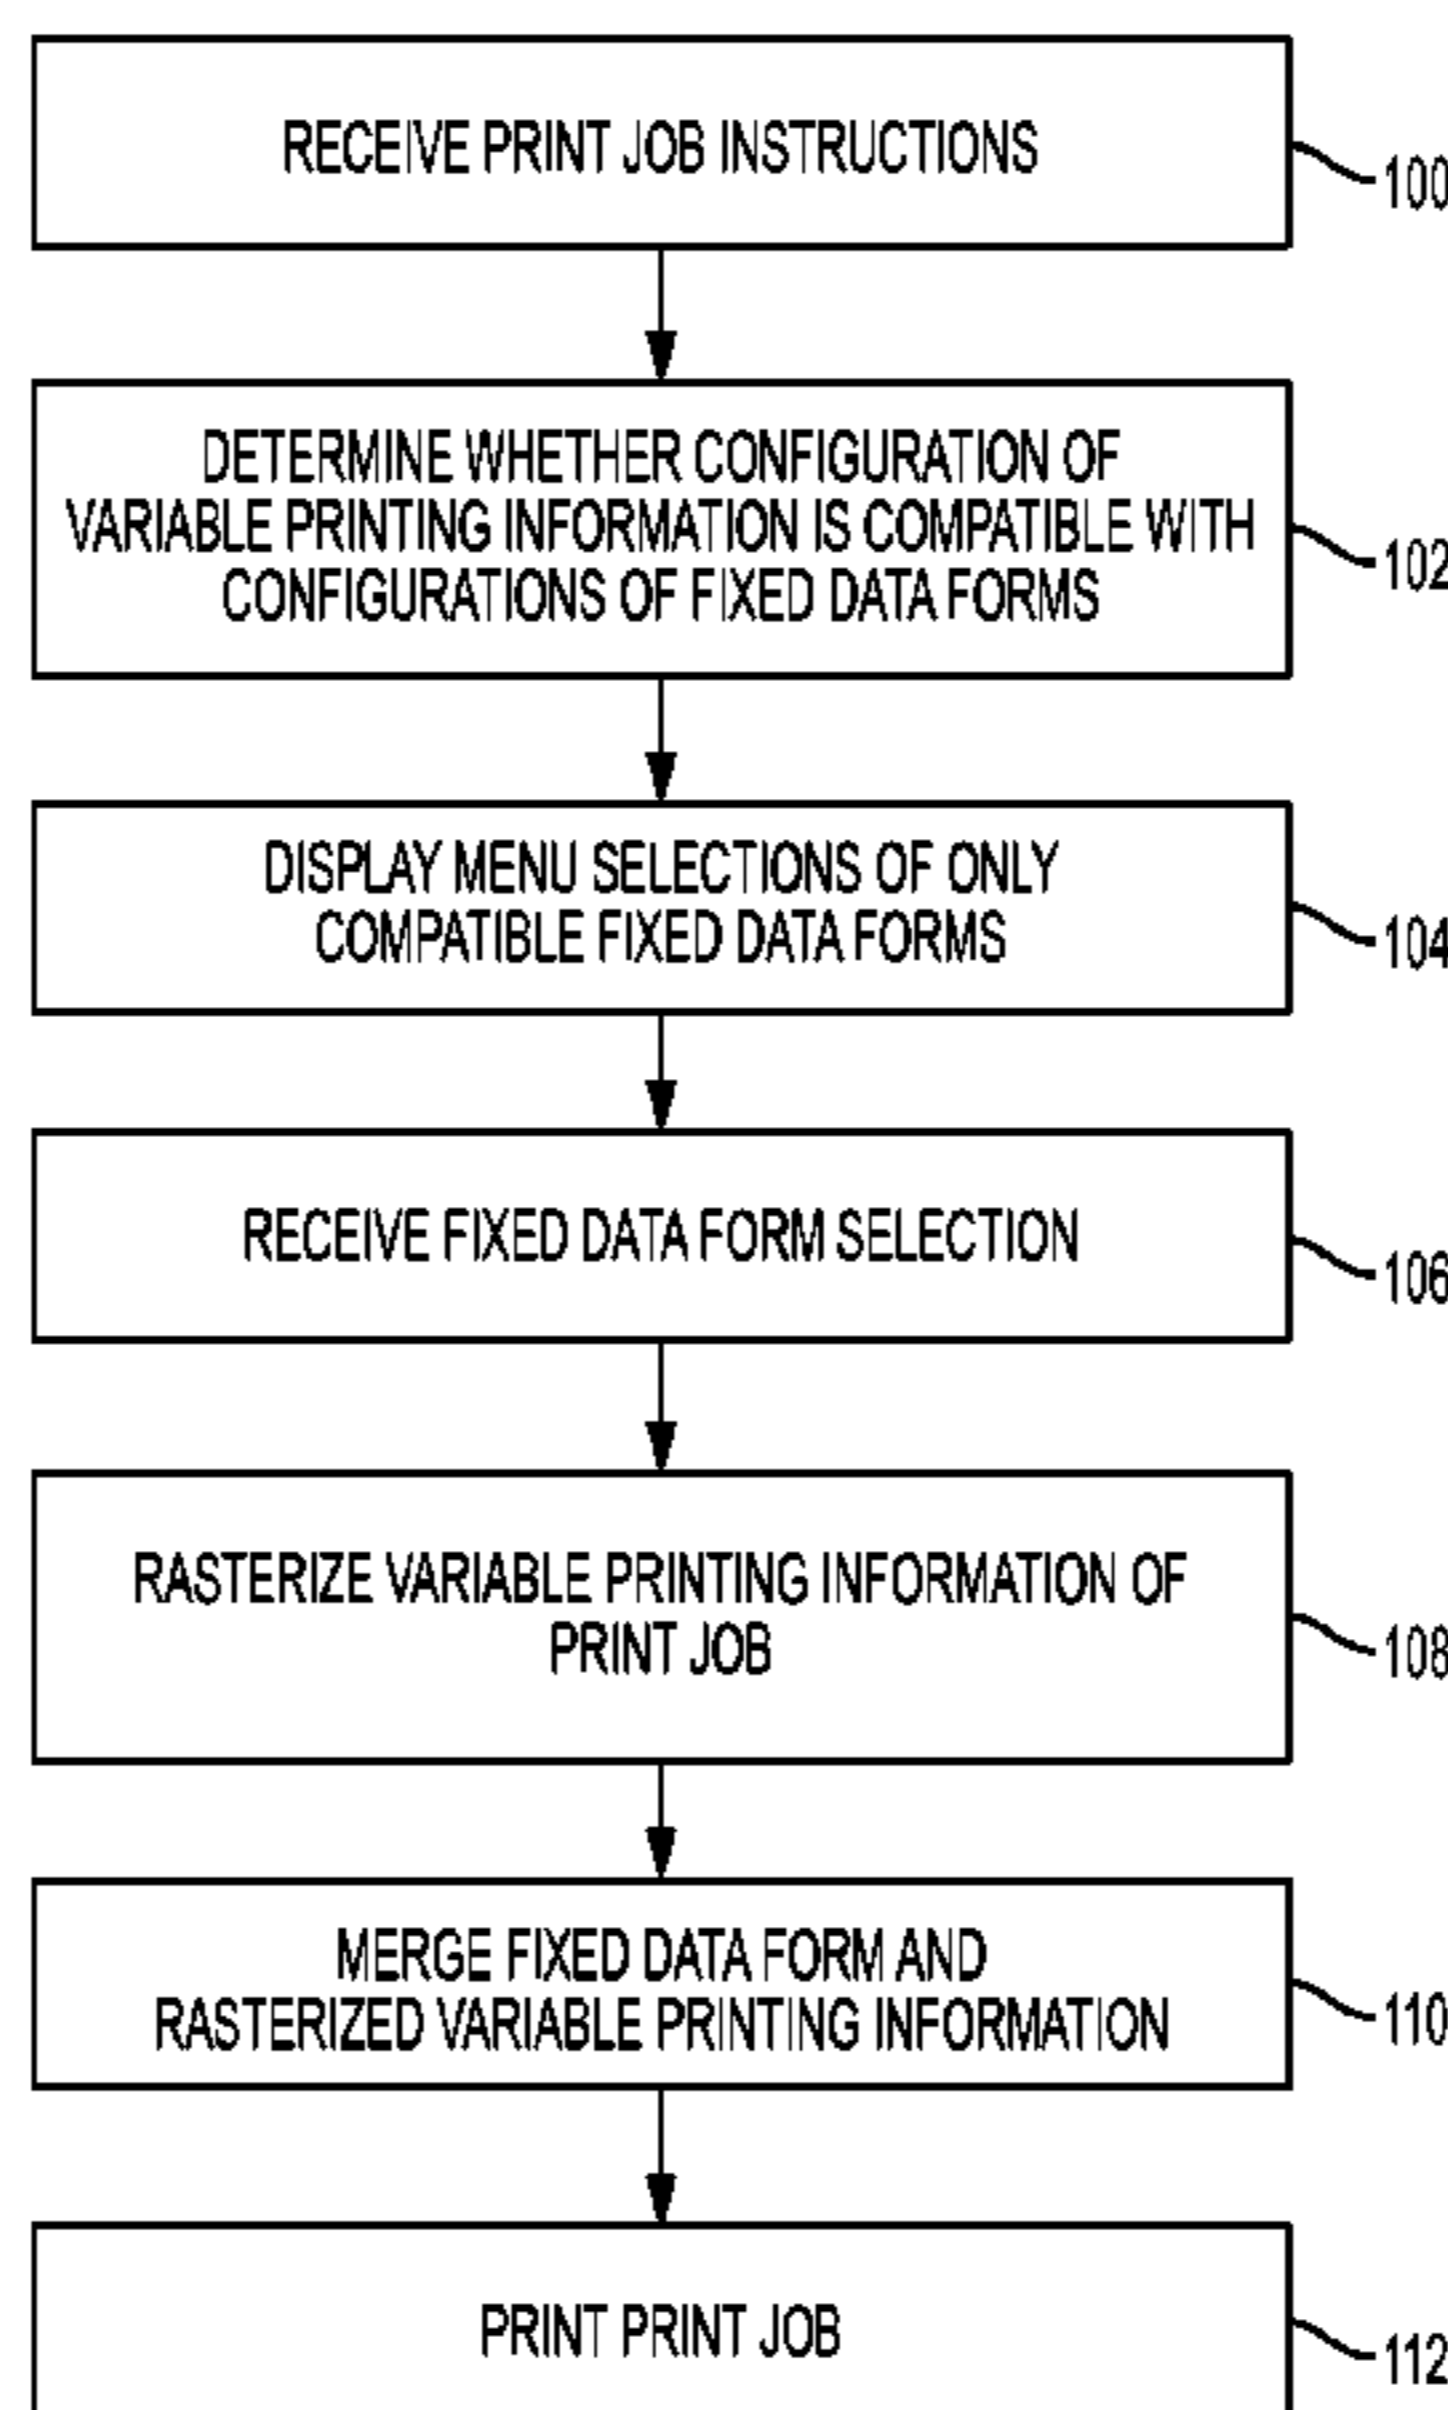 RECEIVE PRINT JOB INSTRUCTIONS
100
DETERMINE WHETHER CONFIGURATION OF
VARIABLE PRINTING INFORMATION IS COMPATIBLE WITH
CONFIGURATIONS OF FIXED DATA FORMS
102
DISPLAY MENU SELECTIONS OF ONLY
COMPATIBLE FIXED DATA FORMS
104
RECEIVE FIXED DATA FORM SELECTION
106
RASTERIZE VARIABLE PRINTING INFORMATION OF
PRINT JOB
108
MERGE FIXED DATA FORM AND
RASTERIZED VARIABLE PRINTING INFORMATION
110
PRINT PRINT JOB
112